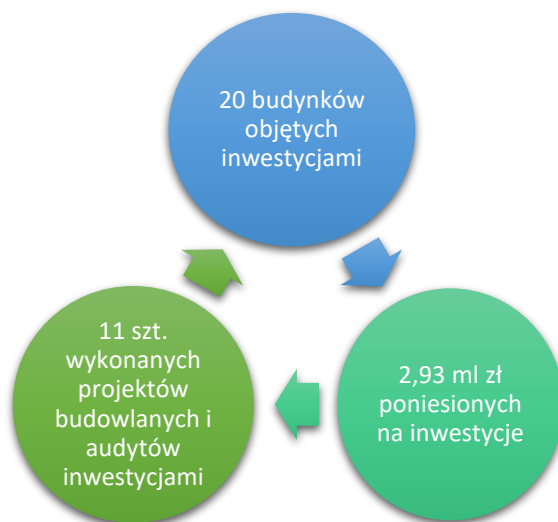 20 budynków
objętych
inwestycjami
2,93 ml zł
poniesionych
na inwestycje
11 szt.
wykonanych
projektów
budowlanych i
audytów
inwestycjami